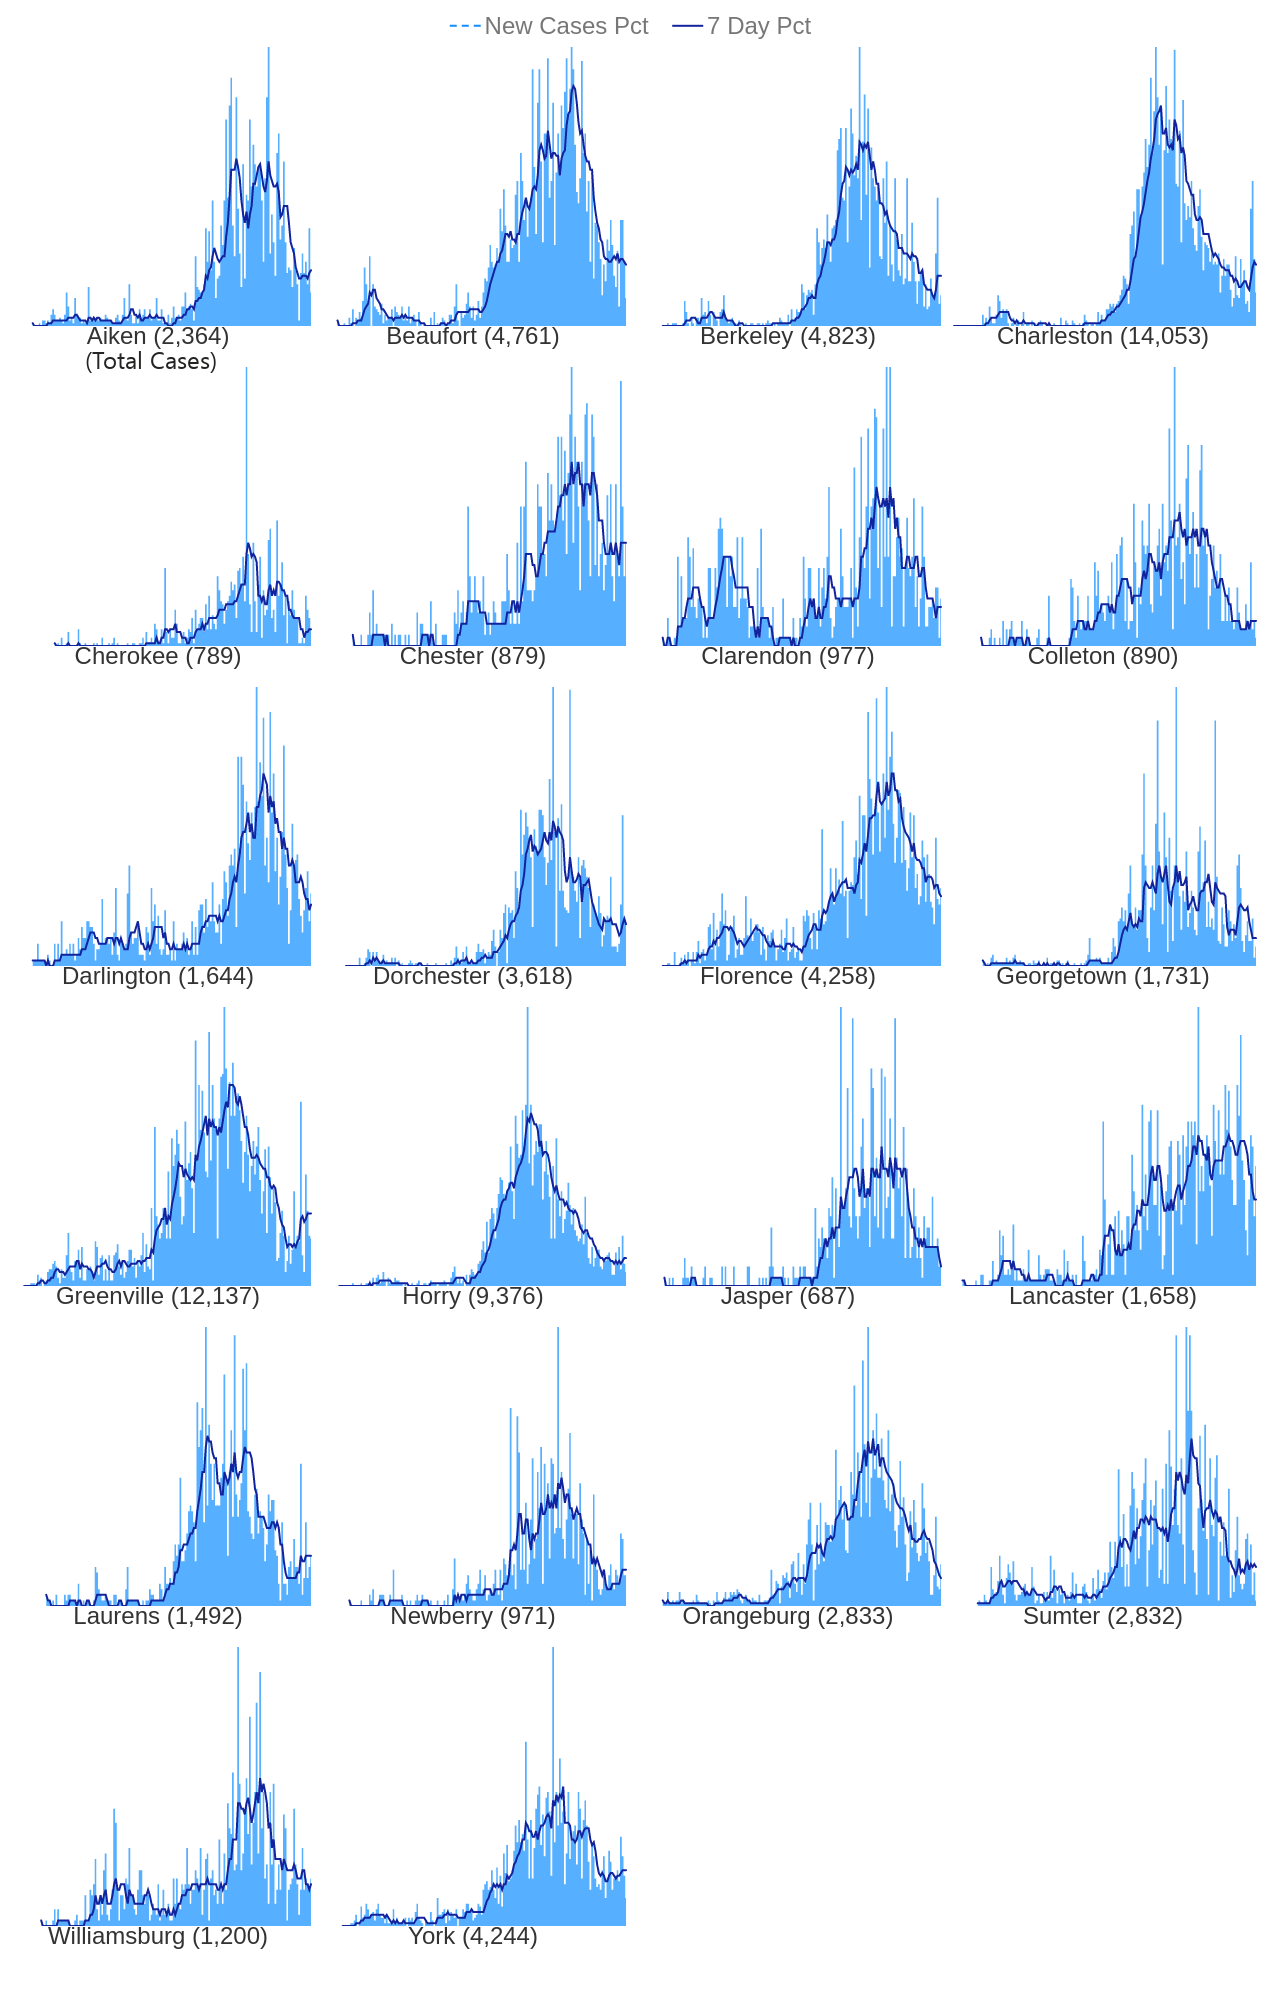 New Cases Pct 7 Day Pct
Aiken (2,364) Beaufort (4,761) Berkeley (4,823) Charleston (14,053)
(Total Cases)
Cherokee (789) Chester (879) Clarendon (977) Colleton (890)
Darlington (1,644) Dorchester (3,618) Florence (4,258) Georgetown (1,731)
Greenville (12,137) Horry (9,376) Jasper (687) Lancaster (1,658)
Laurens (1,492) Newberry (971) Orangeburg (2,833) Sumter (2,832)
Williamsburg (1,200) York (4,244)